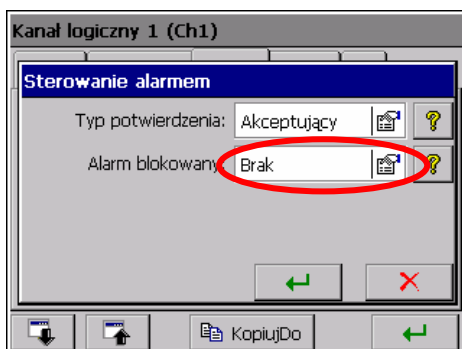 Kanał logiczny 1 (Ch1)
Sterowanie alarmem
Typ potwierdzenia: Akceptujący ?
Alarm blokowany: Brak ?
KopiujDo